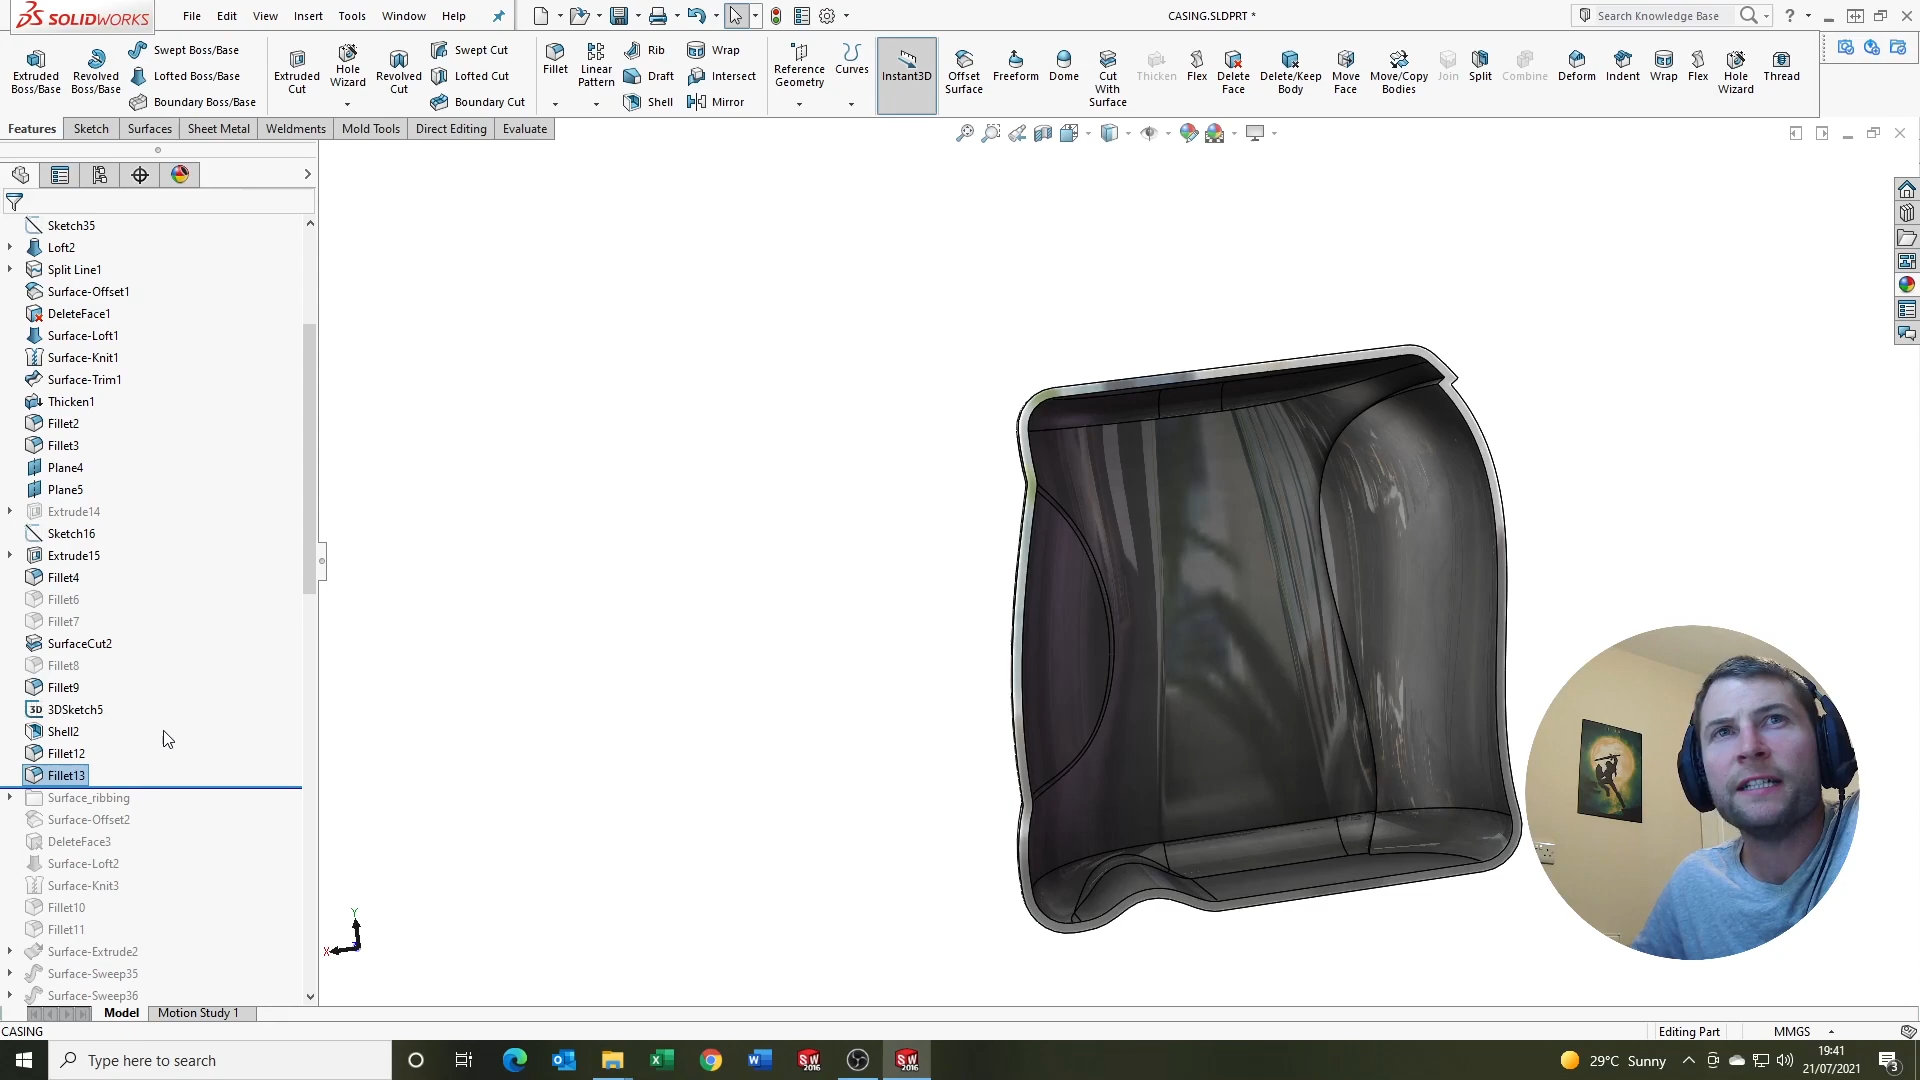 SOLIDWORKS
File Edit View Insert Tools Window Help
CASING.SLDPRT *
Search Knowledge Base
Extruded Boss/Base
Revolved Boss/Base
Swept Boss/Base
Lofted Boss/Base
Boundary Boss/Base
Extruded Cut
Hole Wizard
Revolved Cut
Swept Cut
Lofted Cut
Boundary Cut
Fillet
Linear Pattern
Rib
Draft
Shell
Wrap
Intersect
Mirror
Reference Geometry
Curves
Instant3D
Offset Surface
Freeform
Dome
Cut With Surface
Thicken
Flex
Delete Face
Delete/Keep Body
Move Face
Move/Copy Bodies
Join
Split
Combine
Deform
Indent
Wrap
Flex
Hole Wizard
Thread
Features Sketch Surfaces Sheet Metal Weldments Mold Tools Direct Editing Evaluate
Sketch35
Loft2
Split Line1
Surface-Offset1
DeleteFace1
Surface-Loft1
Surface-Knit1
Surface-Trim1
Thicken1
Fillet2
Fillet3
Plane4
Plane5
Extrude14
Sketch16
Extrude15
Fillet4
Fillet6
Fillet7
SurfaceCut2
Fillet8
Fillet9
3D 3DSketch5
Shell2
Fillet12
Fillet13
Surface_ribbing
Surface-Offset2
DeleteFace3
Surface-Loft2
Surface-Knit3
Fillet10
Fillet11
Surface-Extrude2
Surface-Sweep35
Surface-Sweep36
Y
X
Model Motion Study 1
CASING
Editing Part
MMGS
Type here to search
SW 2016
SW 2016
29°C Sunny
19:41
21/07/2021
3